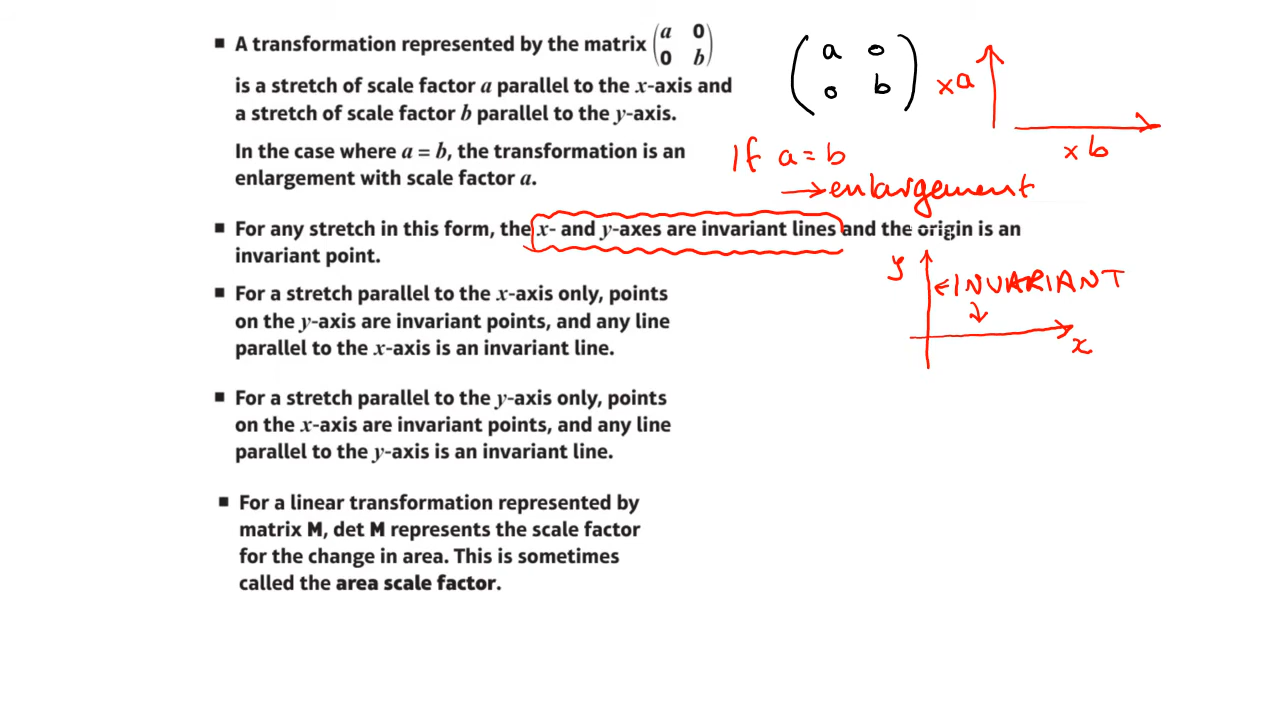 ■ A transformation represented by the matrix (a 0
0 b)
is a stretch of scale factor a parallel to the x-axis and
a stretch of scale factor b parallel to the y-axis.
In the case where a = b, the transformation is an
enlargement with scale factor a.
■ For any stretch in this form, the x- and y-axes are invariant lines and the origin is an
invariant point.
■ For a stretch parallel to the x-axis only, points
on the y-axis are invariant points, and any line
parallel to the x-axis is an invariant line.
■ For a stretch parallel to the y-axis only, points
on the x-axis are invariant points, and any line
parallel to the y-axis is an invariant line.
■ For a linear transformation represented by
matrix M, det M represents the scale factor
for the change in area. This is sometimes
called the area scale factor.
(a 0
0 b)
×a
×b
If a = b
→ enlargement
y
← INVARIANT
↓
x